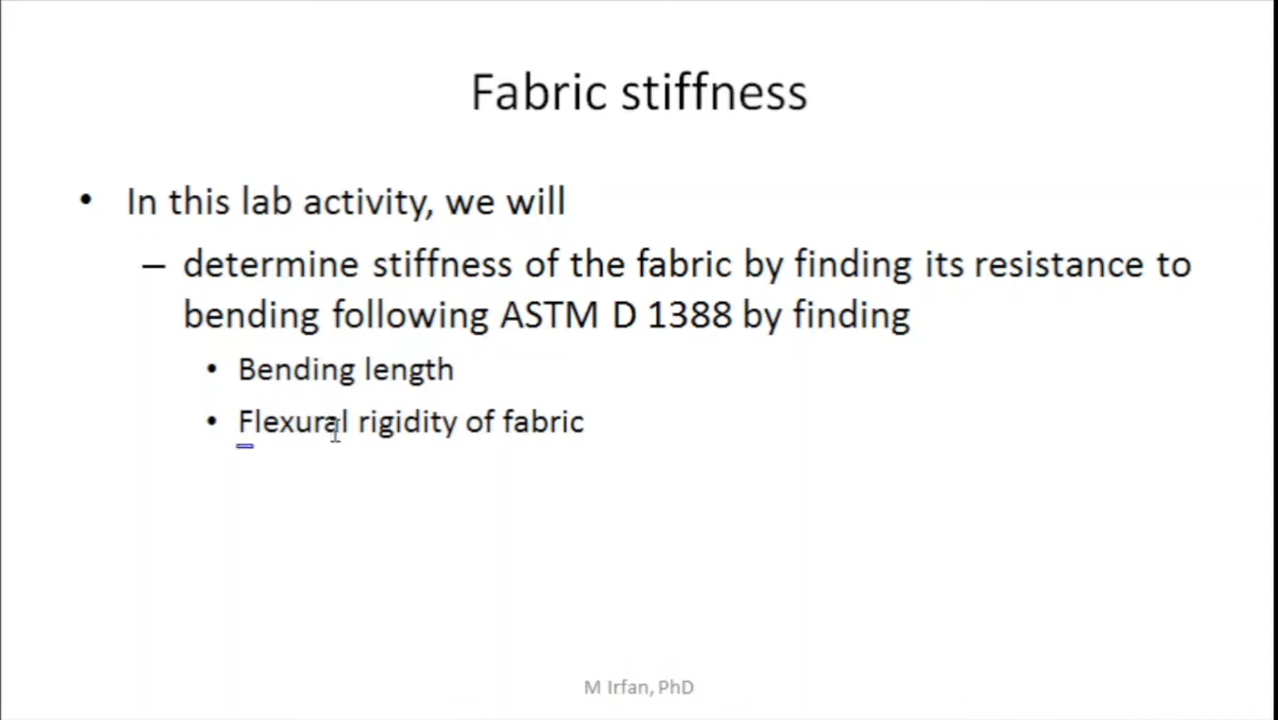 Fabric stiffness
• In this lab activity, we will
– determine stiffness of the fabric by finding its resistance to
bending following ASTM D 1388 by finding
• Bending length
• Flexural rigidity of fabric
M Irfan, PhD